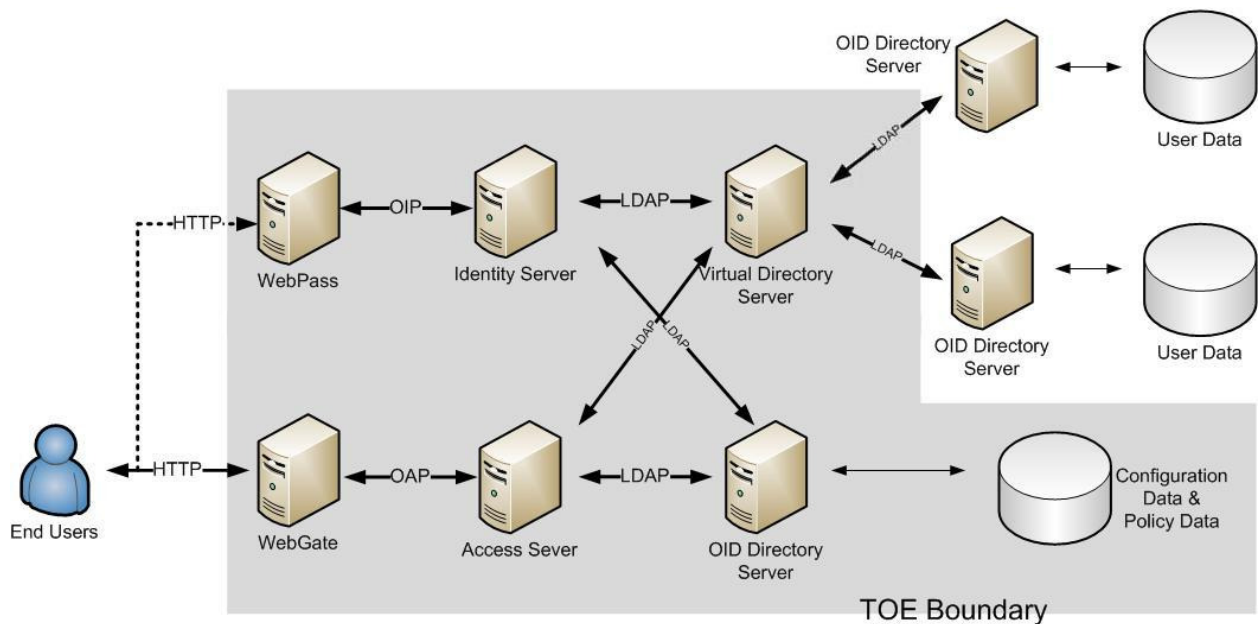 OID Directory
Server
User Data
HTTP
WebPass
OIP
Identity Server
LDAP
Virtual Directory
Server
LDAP
LDAP
OID Directory
Server
User Data
LDAP
LDAP
End Users
HTTP
WebGate
OAP
Access Sever
LDAP
OID Directory
Server
Configuration
Data &
Policy Data
TOE Boundary